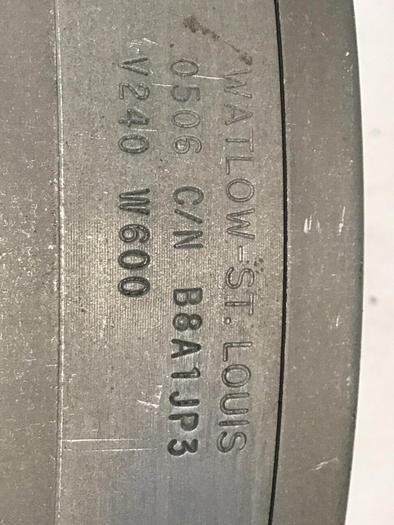 WATLOW-ST. LOUIS
0506 C/N B8A1JP3
V240 W600